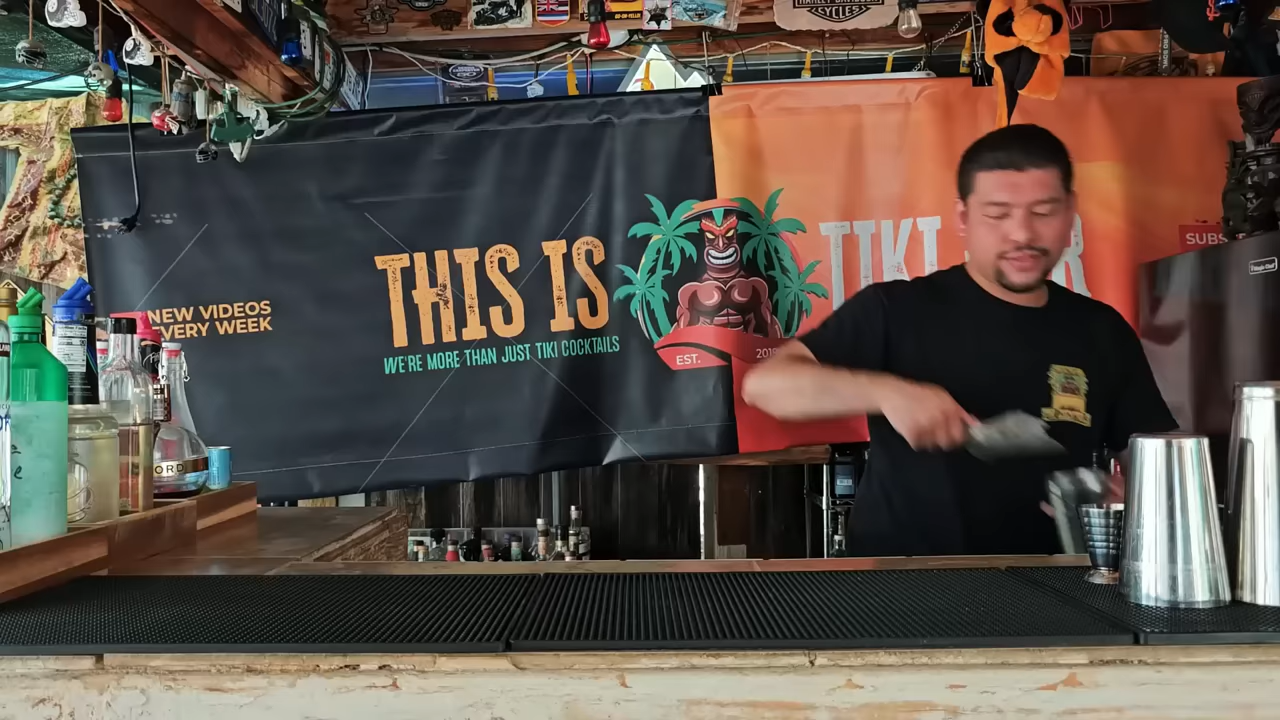 HARLEY-DAVIDSON
CYCLES
NEW VIDEOS
EVERY WEEK
THIS IS
WE'RE MORE THAN JUST TIKI COCKTAILS
EST.
TIKI
SUBS
ORD